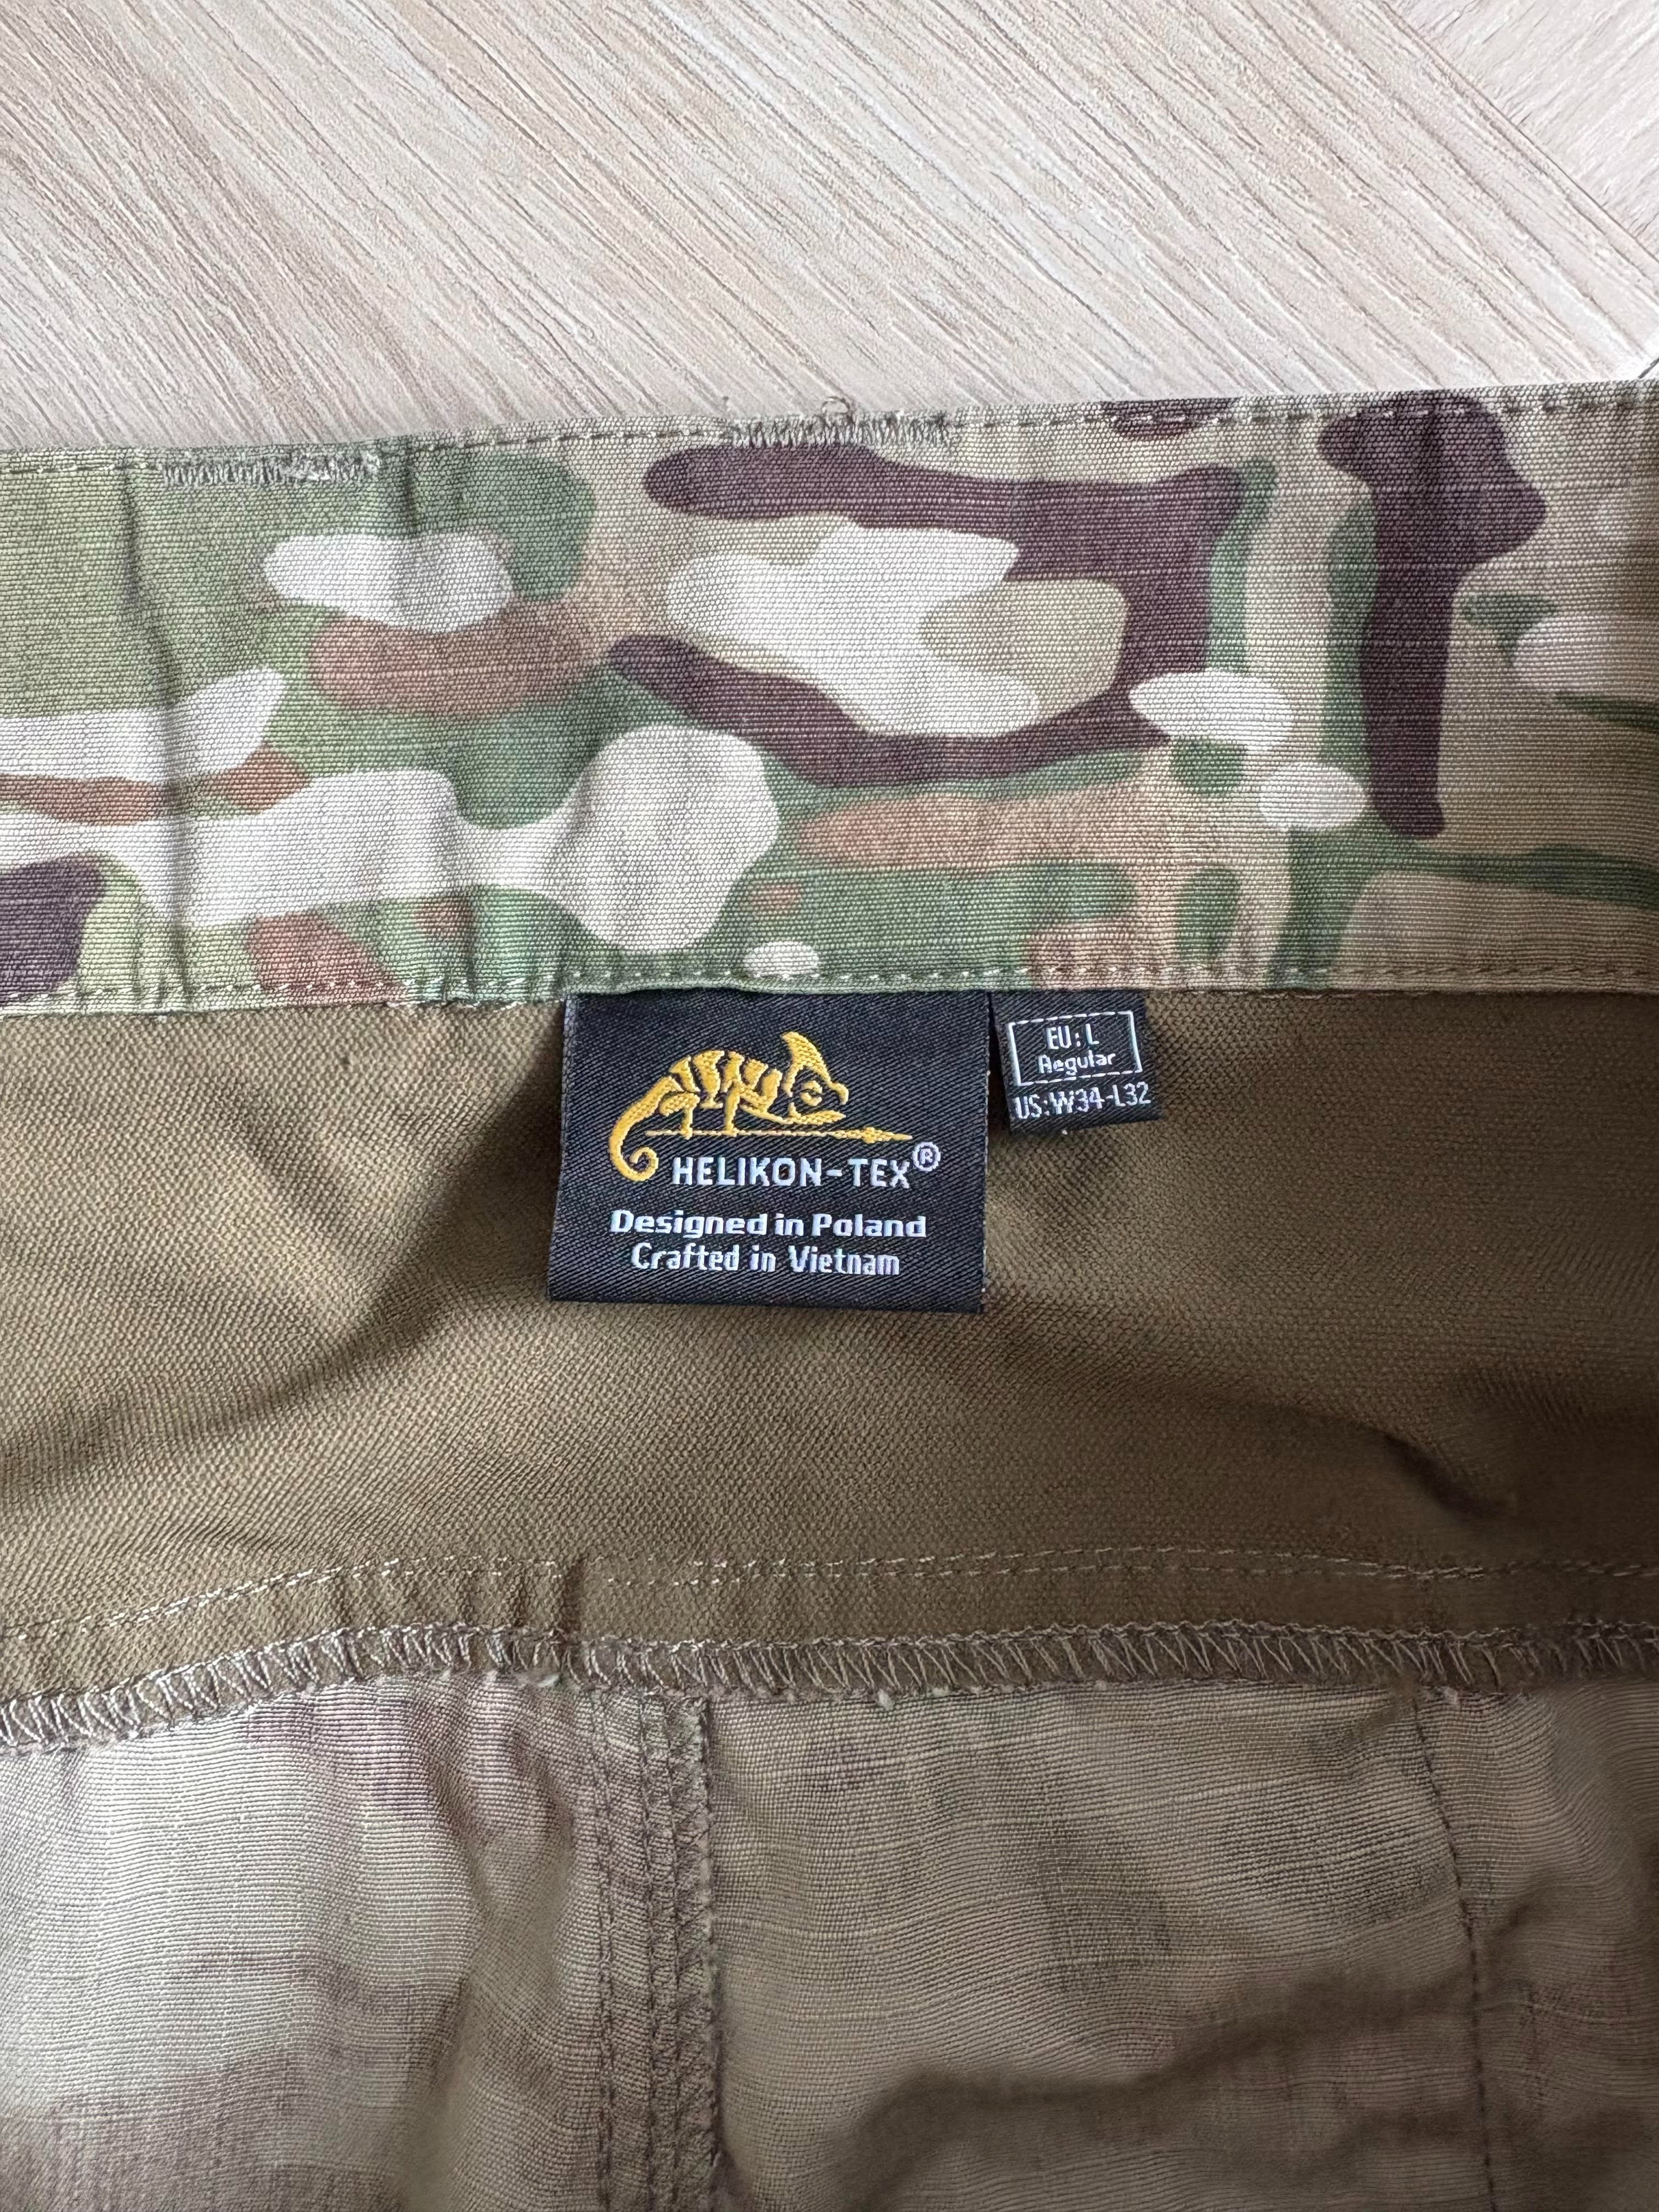 HELIKON-TEX®
Designed in Poland
Crafted in Vietnam
EU: L
Regular
US:W34-L32